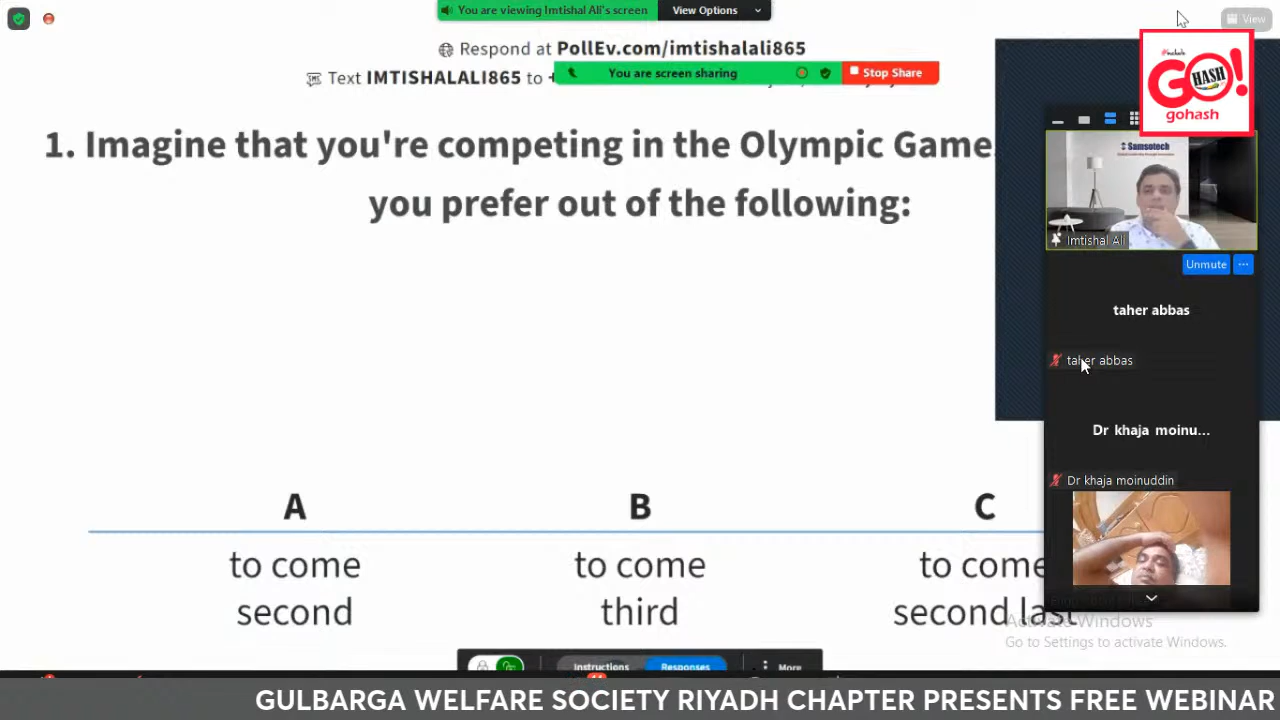 You are viewing Imtishal Ali's screen
View Options
View
Respond at PollEv.com/imtishalali865
Text IMTISHALALI865 to
You are screen sharing
Stop Share
GO!
HASH
gohash
1. Imagine that you're competing in the Olympic Game
you prefer out of the following:
Samsotech
Imtishal Ali
Unmute
taher abbas
taher abbas
Dr khaja moinu...
Dr khaja moinuddin
A
B
C
to come
second
to come
third
to come
second last
Activate Windows
Go to Settings to activate Windows.
Instructions
Responses
More
GULBARGA WELFARE SOCIETY RIYADH CHAPTER PRESENTS FREE WEBINAR